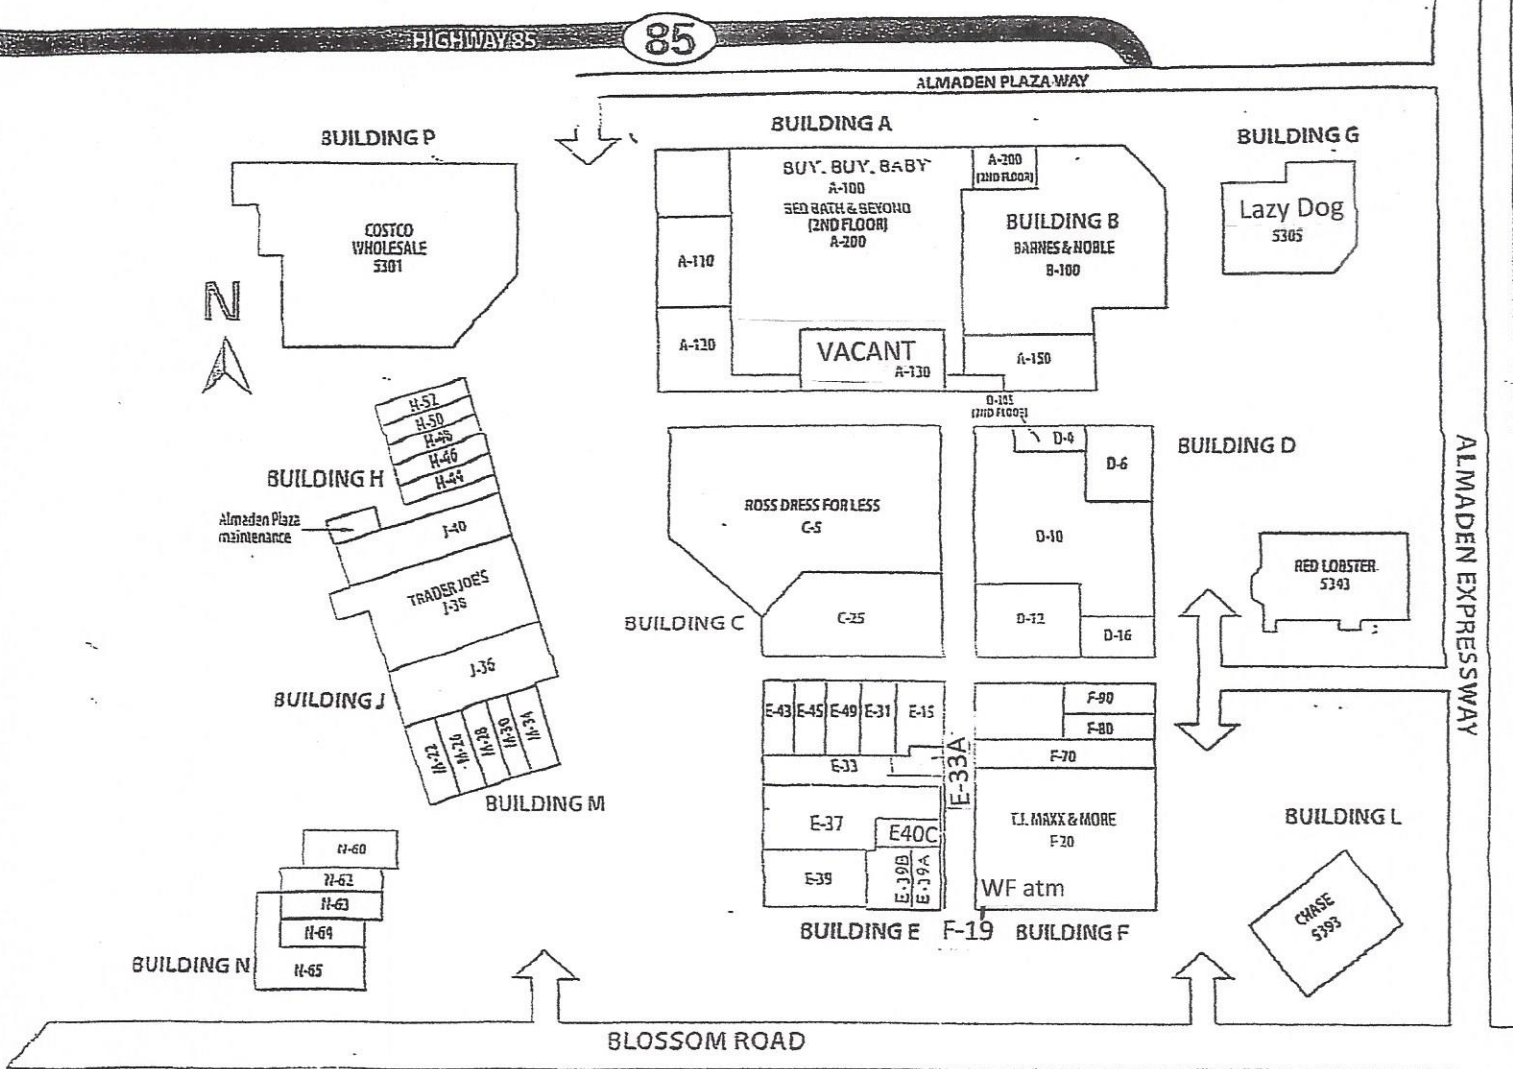 HIGHWAY 85
85
ALMADEN PLAZA WAY
BUILDING P
BUILDING A
BUILDING G
COSTCO
WHOLESALE
5301
BUY. BUY. BABY
A-100
BED BATH & BEYOND
(2ND FLOOR)
A-200
A-200
(2ND FLOOR)
BUILDING B
BARNES & NOBLE
B-100
Lazy Dog
5305
A-110
N
A-120
VACANT
A-130
A-150
H-52
H-50
H-48
H-46
H-44
BUILDING H
(2ND FLOOR)
D-4
D-6
BUILDING D
Almaden Plaza
maintenance
J-40
ROSS DRESS FOR LESS
C-5
D-10
ALMADEN EXPRESSWAY
RED LOBSTER
5343
TRADER JOE'S
J-38
BUILDING C
C-25
D-12
D-16
J-36
BUILDING J
E-43
E-45
E-49
E-31
E-15
F-90
F-80
F-70
E-33
E-33A
BUILDING M
E-37
E40C
T.J. MAXX & MORE
F-20
BUILDING L
N-60
N-62
N-63
N-64
N-65
BUILDING N
E-39
E-39B
E-39A
WF atm
CHASE
5393
BUILDING E
F-19
BUILDING F
BLOSSOM ROAD